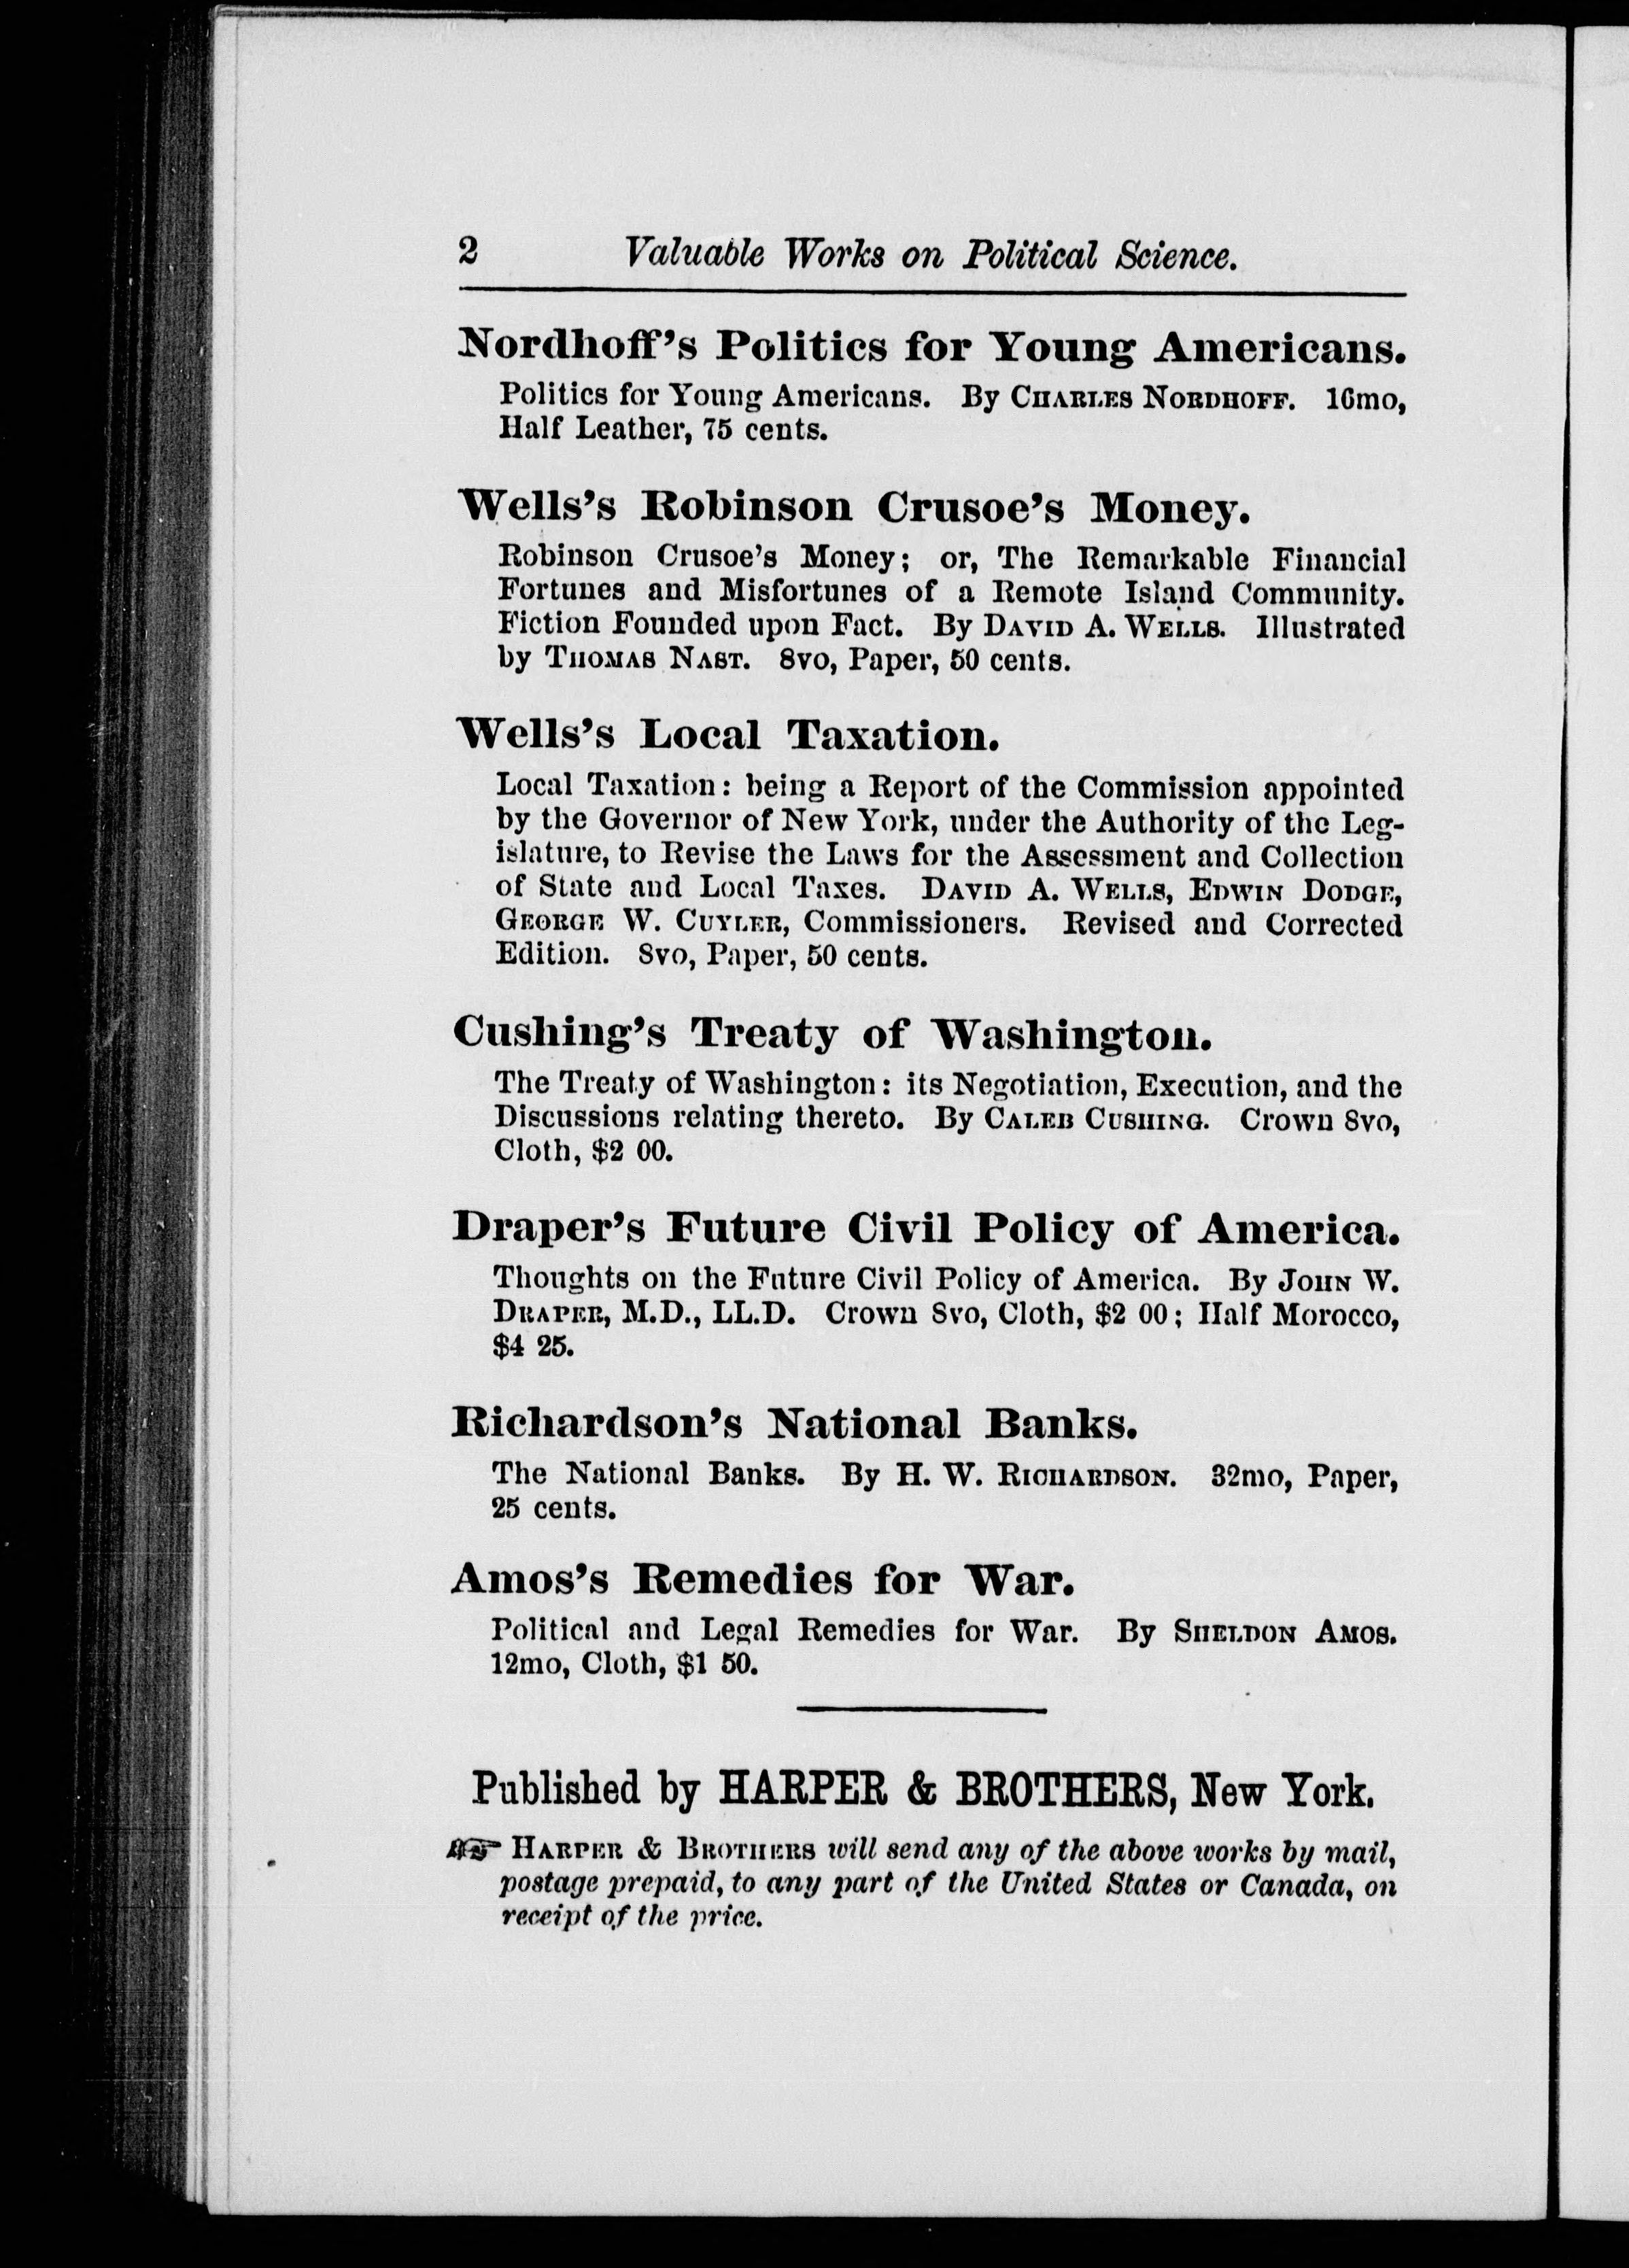 2 Valuable Works on Political Science.
Nordhoff's Politics for Young Americans.
Politics for Young Americans. By CHARLES NORDHOFF. 16mo,
Half Leather, 75 cents.
Wells's Robinson Crusoe's Money.
Robinson Crusoe's Money; or, The Remarkable Financial
Fortunes and Misfortunes of a Remote Island Community.
Fiction Founded upon Fact. By DAVID A. WELLS. Illustrated
by THOMAS NAST. 8vo, Paper, 50 cents.
Wells's Local Taxation.
Local Taxation: being a Report of the Commission appointed
by the Governor of New York, under the Authority of the Leg-
islature, to Revise the Laws for the Assessment and Collection
of State and Local Taxes. DAVID A. WELLS, EDWIN DODGE,
GEORGE W. CUYLER, Commissioners. Revised and Corrected
Edition. 8vo, Paper, 50 cents.
Cushing's Treaty of Washington.
The Treaty of Washington: its Negotiation, Execution, and the
Discussions relating thereto. By CALEB CUSHING. Crown 8vo,
Cloth, $2 00.
Draper's Future Civil Policy of America.
Thoughts on the Future Civil Policy of America. By JOHN W.
DRAPER, M.D., LL.D. Crown 8vo, Cloth, $2 00; Half Morocco,
$4 25.
Richardson's National Banks.
The National Banks. By H. W. RICHARDSON. 32mo, Paper,
25 cents.
Amos's Remedies for War.
Political and Legal Remedies for War. By SHELDON AMOS.
12mo, Cloth, $1 50.
Published by HARPER & BROTHERS, New York.
☞ HARPER & BROTHERS will send any of the above works by mail,
postage prepaid, to any part of the United States or Canada, on
receipt of the price.